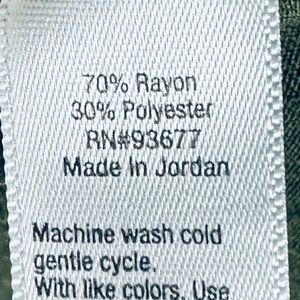 70% Rayon
30% Polyester
RN#93677
Made In Jordan
Machine wash cold
gentle cycle.
With like colors. Use